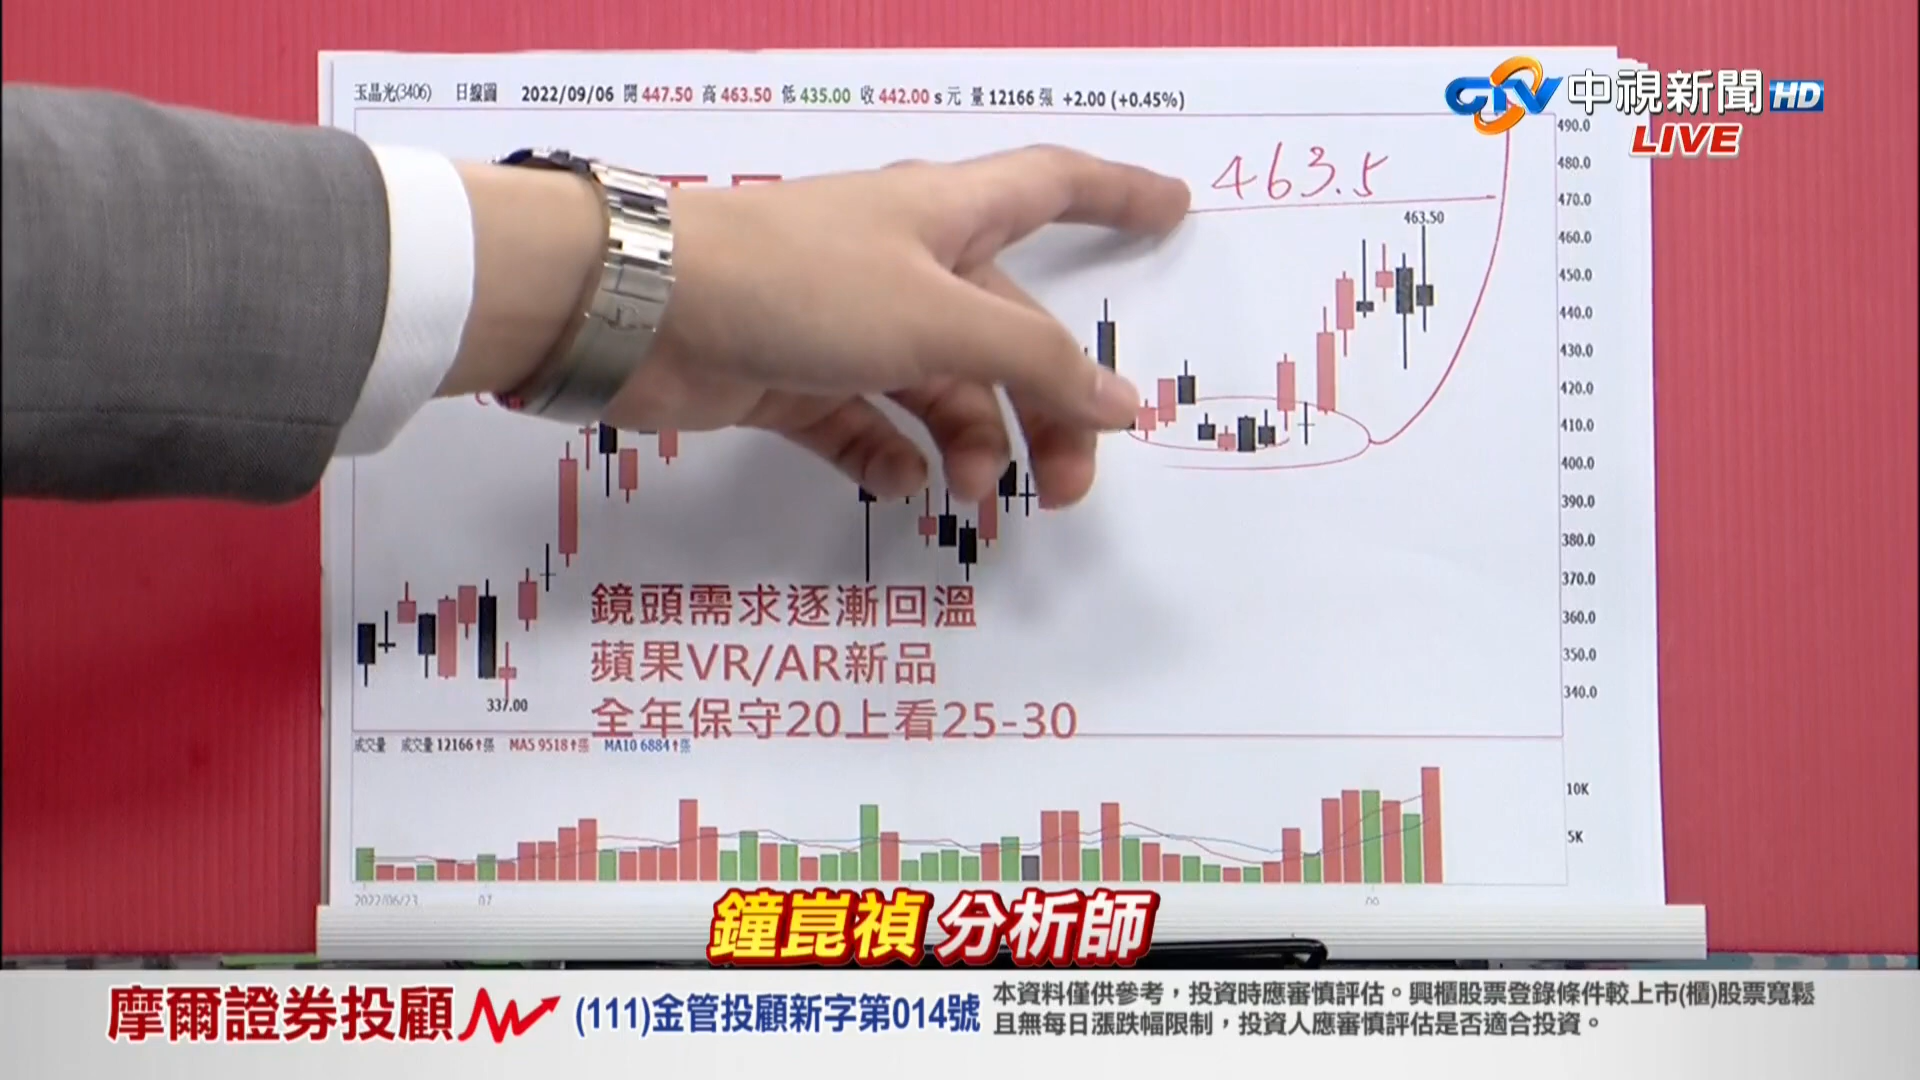 玉晶光(3406) 日線圖 2022/09/06 開 447.50 高 463.50 低 435.00 收 442.00 s 元 量 12166 張 +2.00 (+0.45%)
CTV 中視新聞 HD
LIVE
490.0
480.0
463.5
470.0
463.50
460.0
450.0
440.0
430.0
420.0
410.0
400.0
390.0
380.0
370.0
360.0
350.0
340.0
鏡頭需求逐漸回溫
蘋果VR/AR新品
全年保守20上看25-30
337.00
成交量 成交量 12166↑張 MA5 9518↑張 MA10 6884↑張
10K
5K
2022/06/23 07
鐘崑禎 分析師
摩爾證券投顧 (111)金管投顧新字第014號
本資料僅供參考，投資時應審慎評估。興櫃股票登錄條件較上市(櫃)股票寬鬆
且無每日漲跌幅限制，投資人應審慎評估是否適合投資。